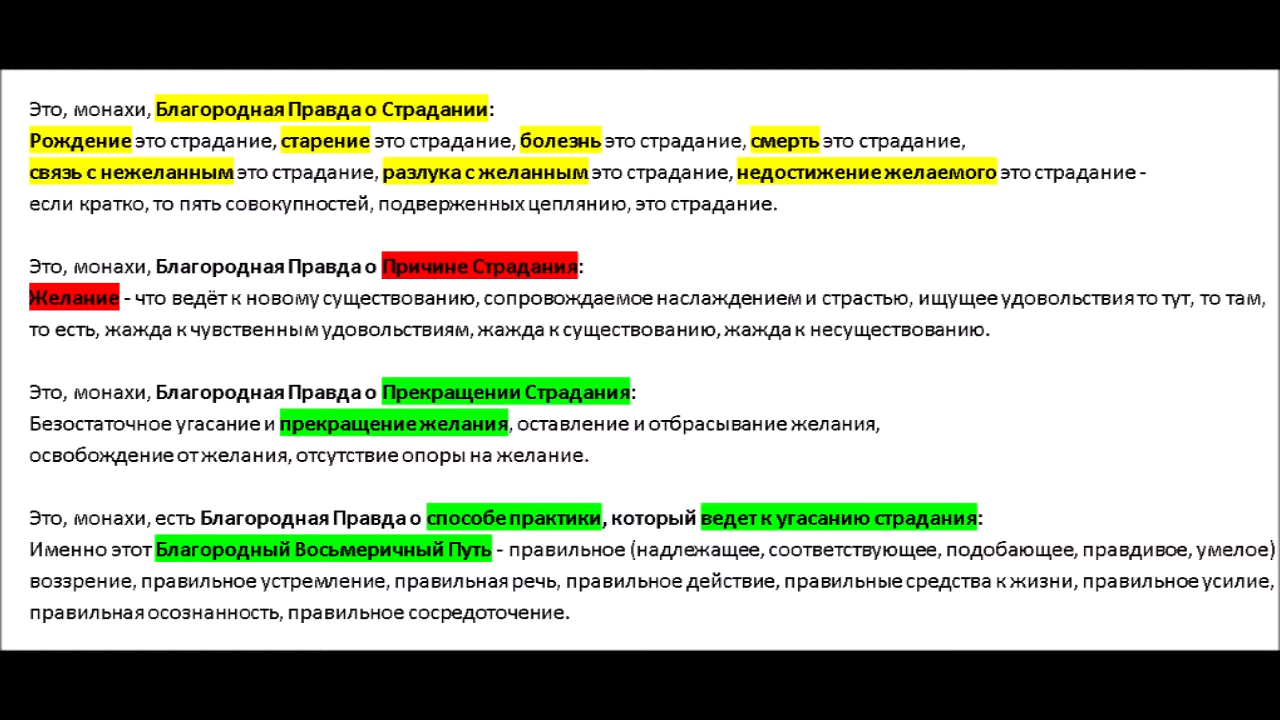 Это, монахи, Благородная Правда о Страдании:
Рождение это страдание, старение это страдание, болезнь это страдание, смерть это страдание,
связь с нежеланным это страдание, разлука с желанным это страдание, недостижение желаемого это страдание -
если кратко, то пять совокупностей, подверженных цеплянию, это страдание.
Это, монахи, Благородная Правда о Причине Страдания:
Желание - что ведёт к новому существованию, сопровождаемое наслаждением и страстью, ищущее удовольствия то тут, то там,
то есть, жажда к чувственным удовольствиям, жажда к существованию, жажда к несуществованию.
Это, монахи, Благородная Правда о Прекращении Страдания:
Безостаточное угасание и прекращение желания, оставление и отбрасывание желания,
освобождение от желания, отсутствие опоры на желание.
Это, монахи, есть Благородная Правда о способе практики, который ведет к угасанию страдания:
Именно этот Благородный Восьмеричный Путь - правильное (надлежащее, соответствующее, подобающее, правдивое, умелое)
воззрение, правильное устремление, правильная речь, правильное действие, правильные средства к жизни, правильное усилие,
правильная осознанность, правильное сосредоточение.